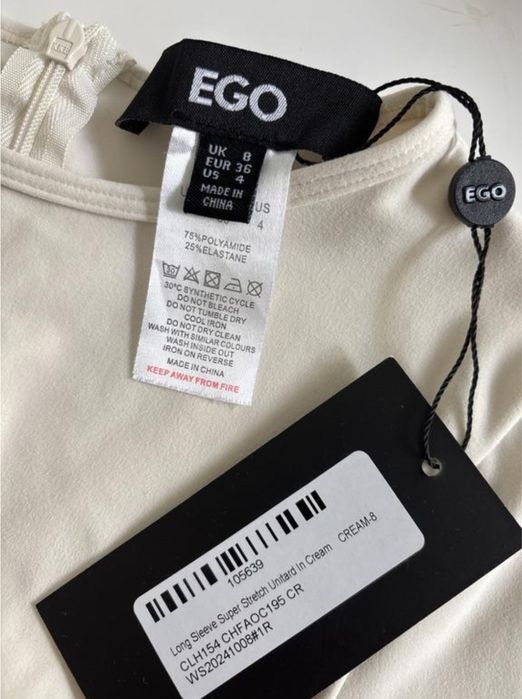 EGO
UK 8
EUR 36
US 4
MADE IN
CHINA
US
4
75%POLYAMIDE
25%ELASTANE
30°C SYNTHETIC CYCLE
DO NOT BLEACH
DO NOT TUMBLE DRY
COOL IRON
DO NOT DRY CLEAN
WASH WITH SIMILAR COLOURS
WASH INSIDE OUT
IRON ON REVERSE
MADE IN CHINA
KEEP AWAY FROM FIRE
EGO
105639
Long Sleeve Super Stretch Unitard In Cream CREAM-8
CLH154 CHFAOC195 CR
WS20241008#1R